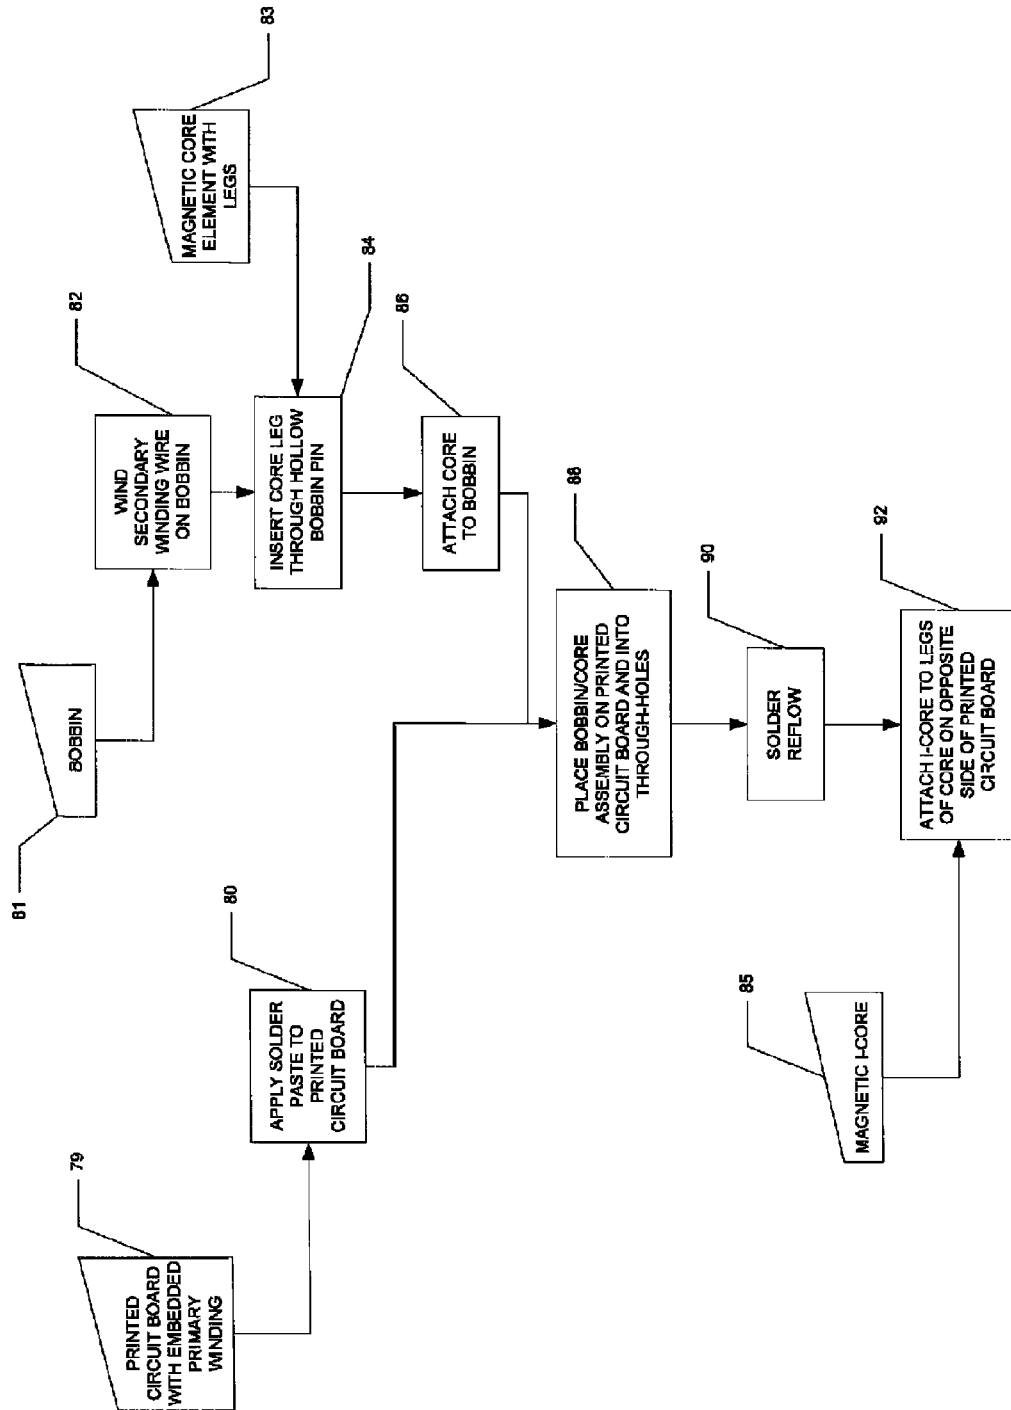 79
PRINTED
CIRCUIT BOARD
WITH EMBEDDED
PRIMARY
WINDING
80
APPLY SOLDER
PASTE TO
PRINTED
CIRCUIT BOARD
81
BOBBIN
82
WIND
SECONDARY
WINDING WIRE
ON BOBBIN
83
MAGNETIC CORE
ELEMENT WITH
LEGS
84
INSERT CORE LEG
THROUGH HOLLOW
BOBBIN PIN
86
ATTACH CORE
TO BOBBIN
88
PLACE BOBBIN/CORE
ASSEMBLY ON PRINTED
CIRCUIT BOARD AND INTO
THROUGH-HOLES
90
SOLDER
REFLOW
85
MAGNETIC I-CORE
92
ATTACH I-CORE TO LEGS
OF CORE ON OPPOSITE
SIDE OF PRINTED
CIRCUIT BOARD